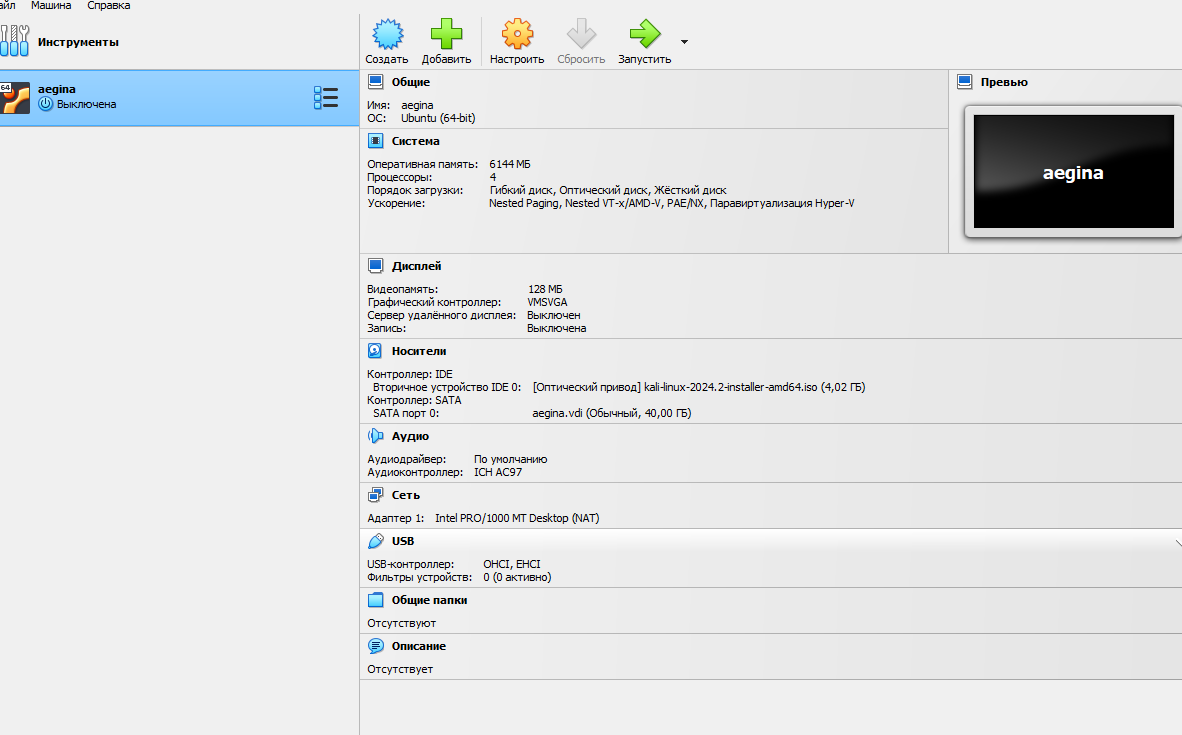 айл Машина Справка
Инструменты
Создать Добавить Настроить Сбросить Запустить
64
aegina
Выключена
Общие
Имя: aegina
ОС: Ubuntu (64-bit)
Превью
aegina
Система
Оперативная память: 6144 МБ
Процессоры: 4
Порядок загрузки: Гибкий диск, Оптический диск, Жёсткий диск
Ускорение: Nested Paging, Nested VT-x/AMD-V, PAE/NX, Паравиртуализация Hyper-V
Дисплей
Видеопамять: 128 МБ
Графический контроллер: VMSVGA
Сервер удалённого дисплея: Выключен
Запись: Выключена
Носители
Контроллер: IDE
Вторичное устройство IDE 0: [Оптический привод] kali-linux-2024.2-installer-amd64.iso (4,02 ГБ)
Контроллер: SATA
SATA порт 0: aegina.vdi (Обычный, 40,00 ГБ)
Аудио
Аудиодрайвер: По умолчанию
Аудиоконтроллер: ICH AC97
Сеть
Адаптер 1: Intel PRO/1000 MT Desktop (NAT)
USB
USB-контроллер: OHCI, EHCI
Фильтры устройств: 0 (0 активно)
Общие папки
Отсутствуют
Описание
Отсутствует